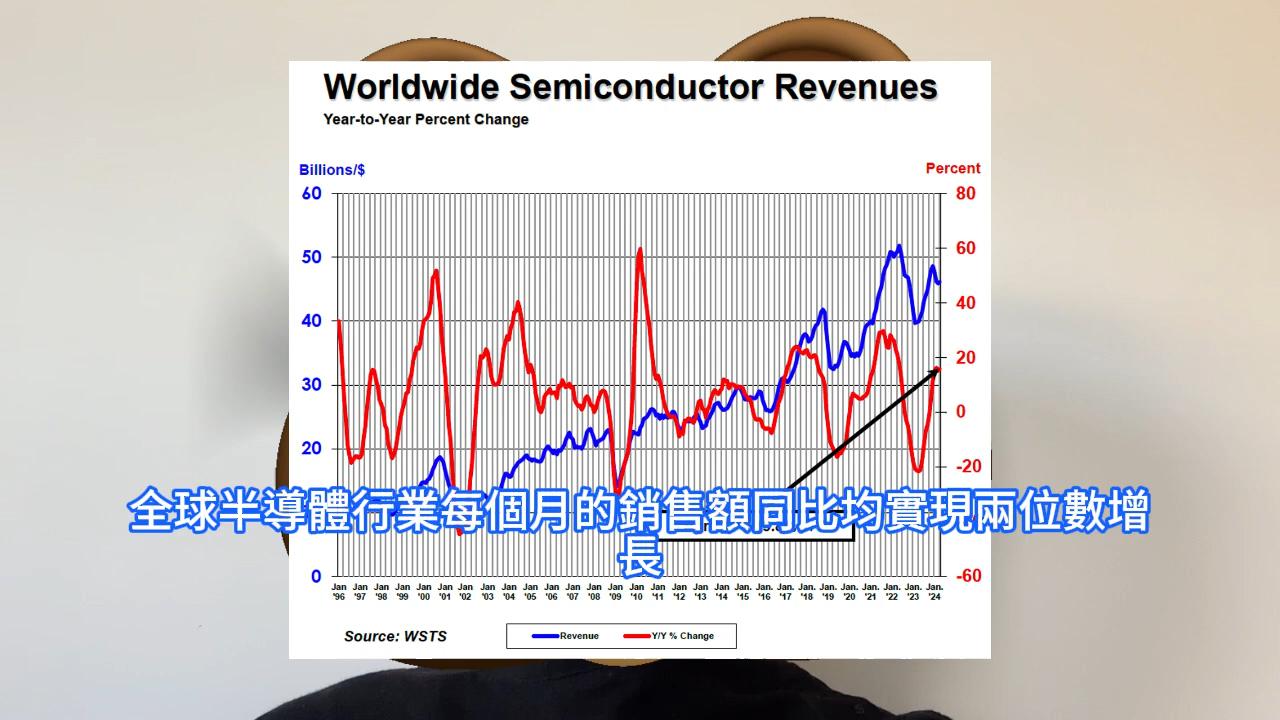 Worldwide Semiconductor Revenues
Year-to-Year Percent Change
Billions/$ Percent
60 80
60
50
40
40
20
30
0
20
-20
全球半導體行業每個月的銷售額同比均實現兩位數增
長
0 -60
Jan Jan Jan Jan Jan Jan Jan Jan Jan Jan Jan Jan Jan Jan Jan Jan Jan Jan Jan Jan Jan. Jan. Jan. Jan. Jan. Jan. Jan. Jan. Jan.
'96 '97 '98 '99 '00 '01 '02 '03 '04 '05 '06 '07 '08 '09 '10 '11 '12 '13 '14 '15 '16 '17 '18 '19 '20 '21 '22 '23 '24
Source: WSTS
Revenue Y/Y % Change